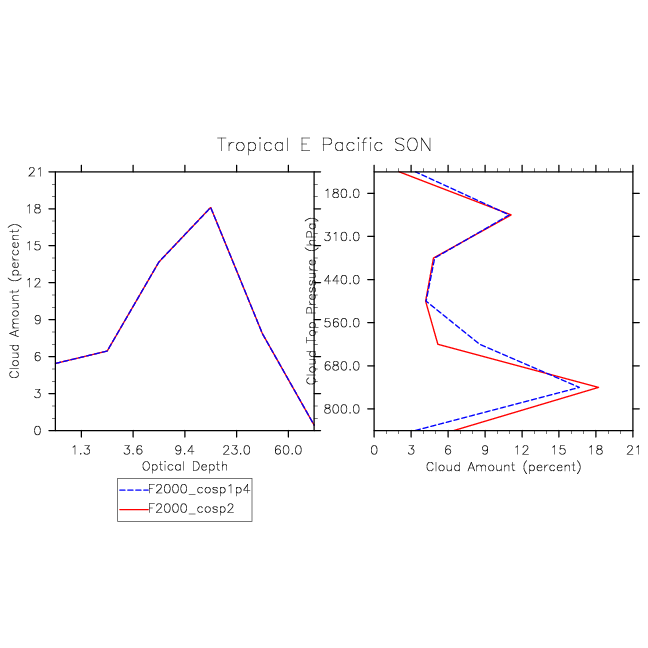 Tropical E Pacific SON
Cloud Amount (percent)
21
18
15
12
9
6
3
0
1.3 3.6 9.4 23.0 60.0
Optical Depth
Cloud Top Pressure (hPa)
180.0
310.0
440.0
560.0
680.0
800.0
0 3 6 9 12 15 18 21
Cloud Amount (percent)
F2000_cosp1p4
F2000_cosp2